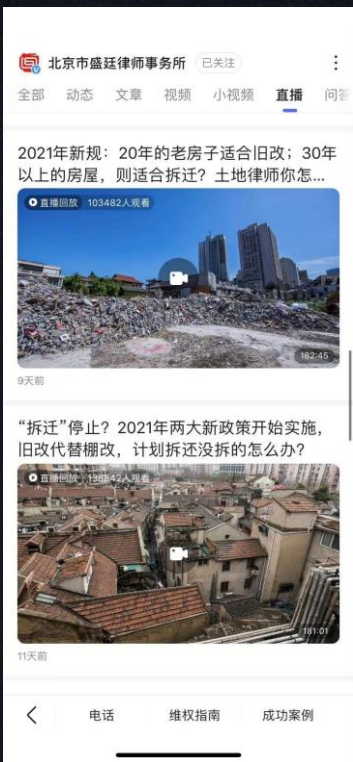 北京市盛廷律师事务所 已关注
全部 动态 文章 视频 小视频 直播 问答
2021年新规：20年的老房子适合旧改；30年
以上的房屋，则适合拆迁？土地律师你怎...
直播回放 103482人观看
182:45
9天前
“拆迁”停止？2021年两大新政策开始实施，
旧改代替棚改，计划拆还没拆的怎么办？
直播回放 138842人观看
181:01
11天前
电话 维权指南 成功案例